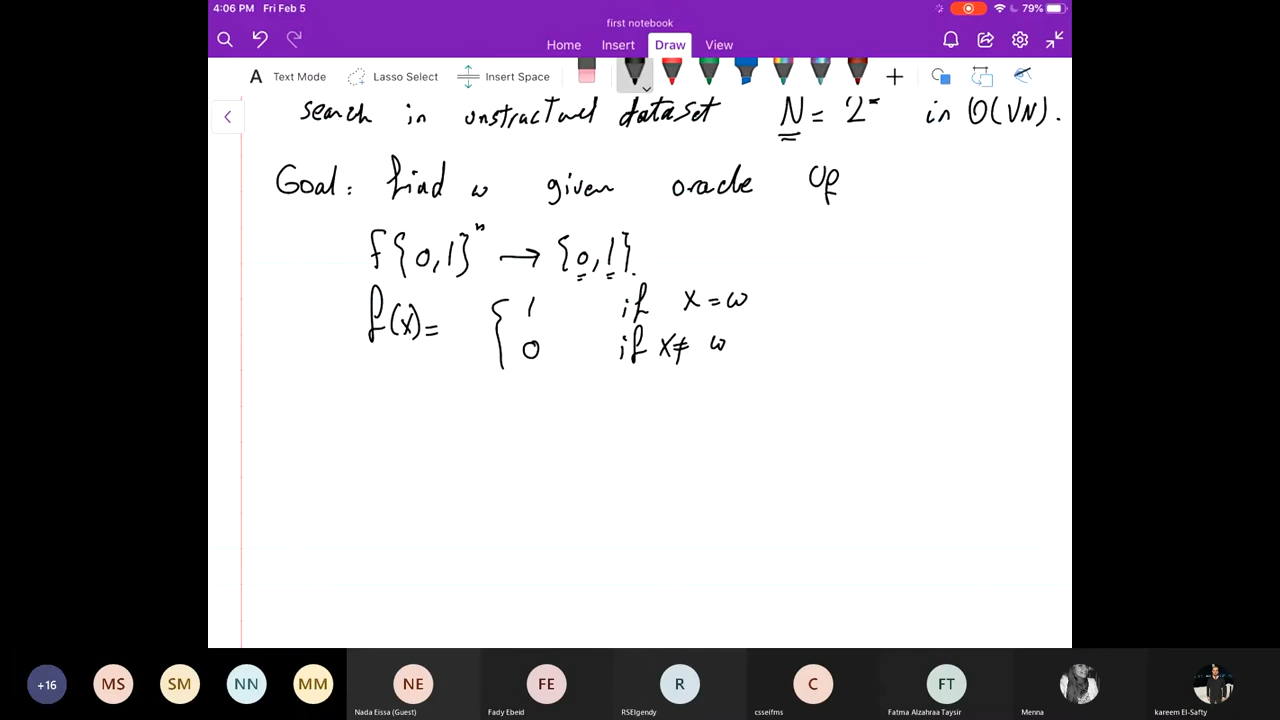 4:06 PM Fri Feb 5
79%
first notebook
Home Insert Draw View
A Text Mode Lasso Select Insert Space
search in unstractured dataset N = 2ⁿ in O(√N).
Goal: find w given oracle Uf
f{0,1}ⁿ → {0,1}.
f(x)= { 1 if x = w
0 if x ≠ w
+16 MS SM NN MM NE FE R C FT
Nada Eissa (Guest) Fady Ebeid RSElgendy csseifms Fatma Alzahraa Taysir Menna kareem El-Safty